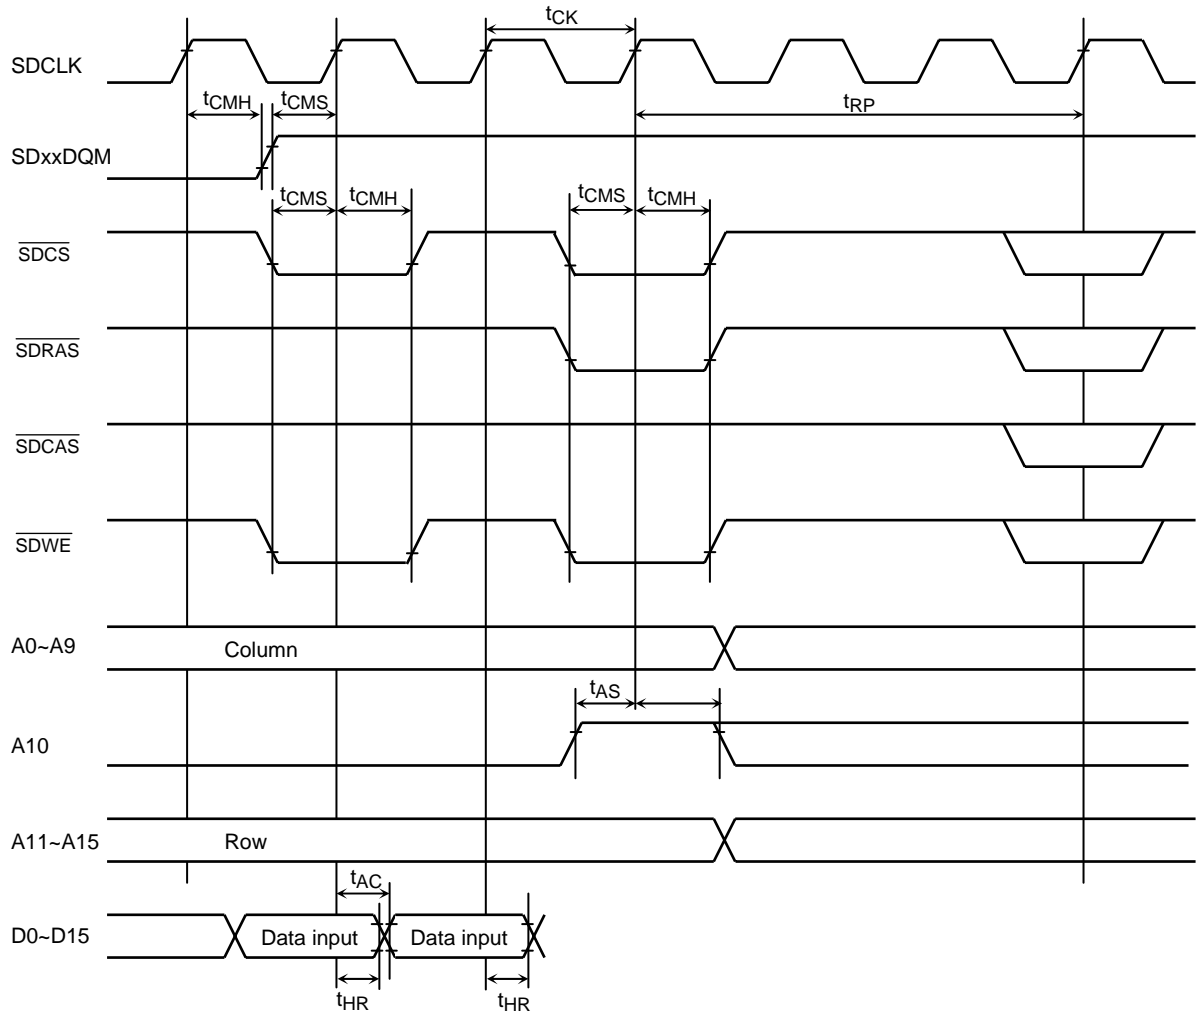 tCK
SDCLK
tCMH tCMS tRP
SDxxDQM
tCMS tCMH tCMS tCMH
SDCS
SDRAS
SDCAS
SDWE
A0~A9 Column
tAS
A10
A11~A15 Row
tAC
D0~D15 Data input Data input
tHR tHR